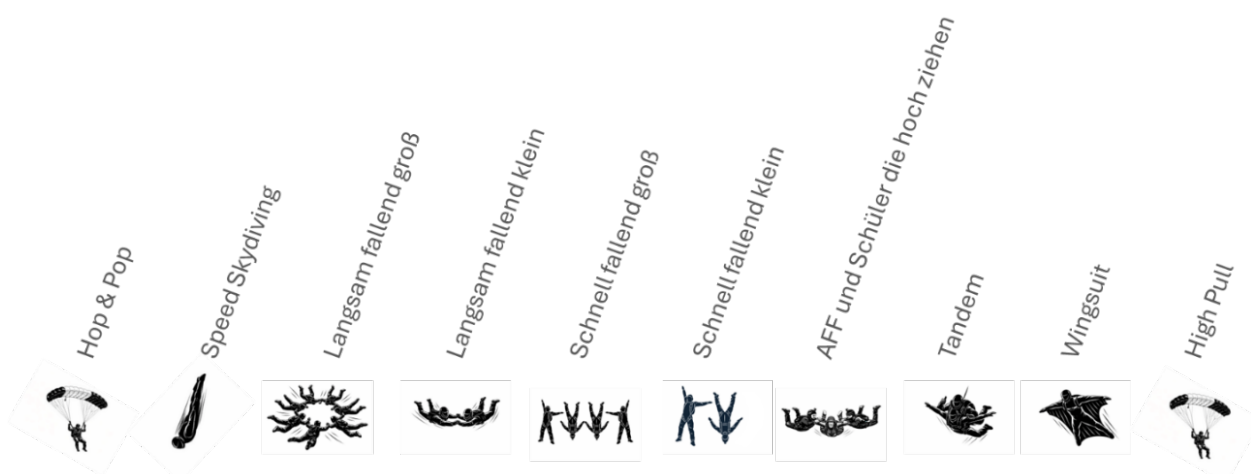 Hop & Pop
Speed Skydiving
Langsam fallend groß
Langsam fallend klein
Schnell fallend groß
Schnell fallend klein
AFF und Schüler die hoch ziehen
Tandem
Wingsuit
High Pull